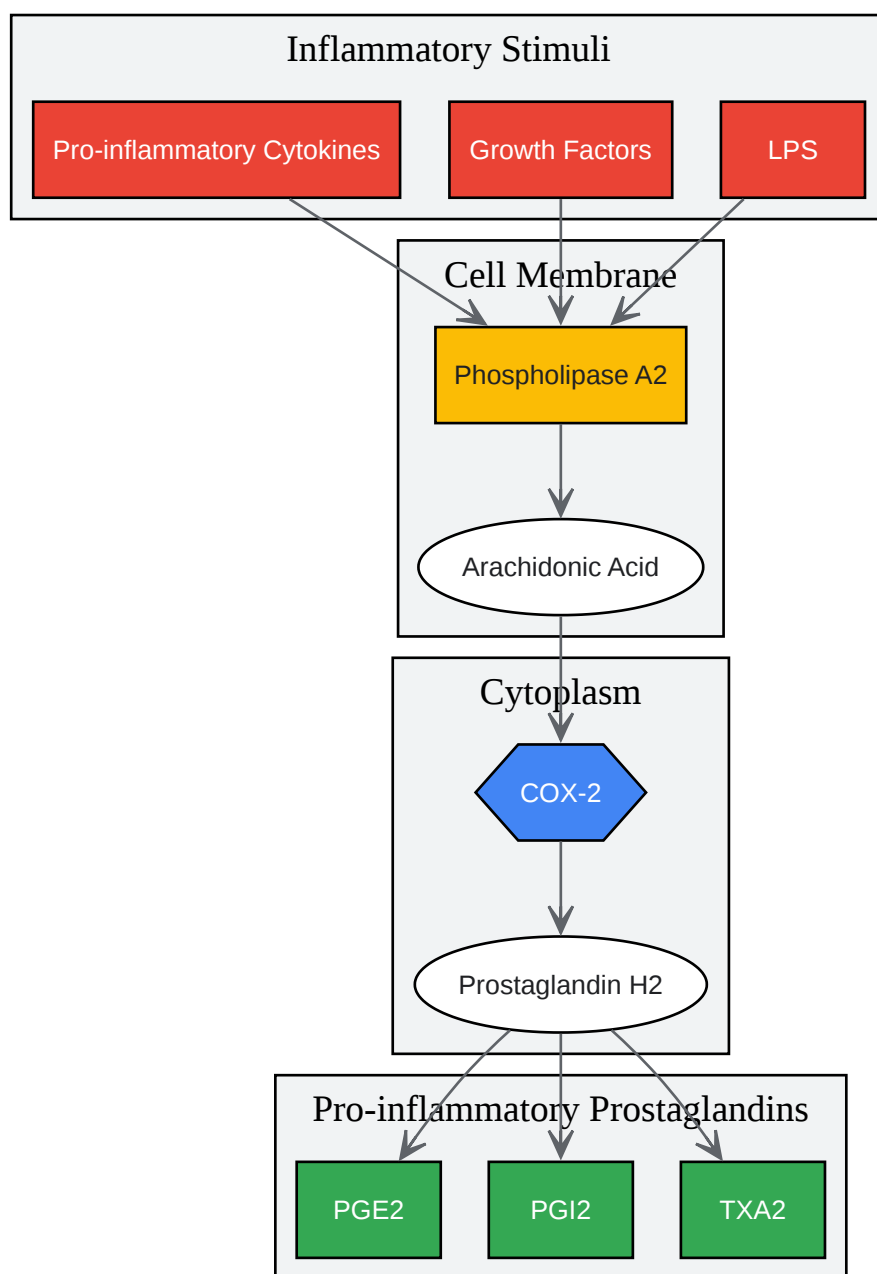 Inflammatory Stimuli
Pro-inflammatory Cytokines
Growth Factors
LPS
Cell Membrane
Phospholipase A2
Arachidonic Acid
Cytoplasm
COX-2
Prostaglandin H2
Pro-inflammatory Prostaglandins
PGE2
PGI2
TXA2